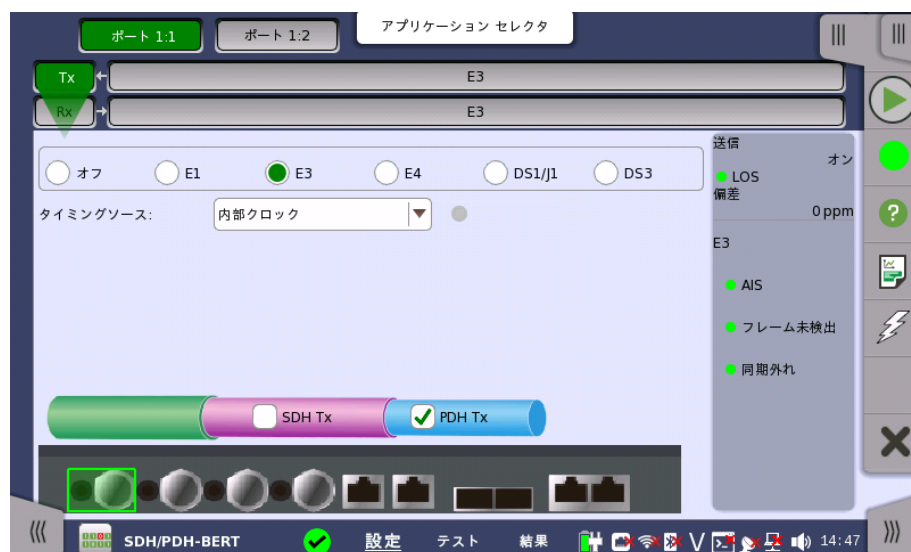 ポート 1:1 ポート 1:2 アプリケーション セレクタ
Tx E3
Rx E3
オフ E1 E3 E4 DS1/J1 DS3
タイミングソース: 内部クロック
SDH Tx PDH Tx
送信
オン
LOS
偏差
0 ppm
E3
AIS
フレーム未検出
同期外れ
SDH/PDH-BERT 設定 テスト 結果 14:47